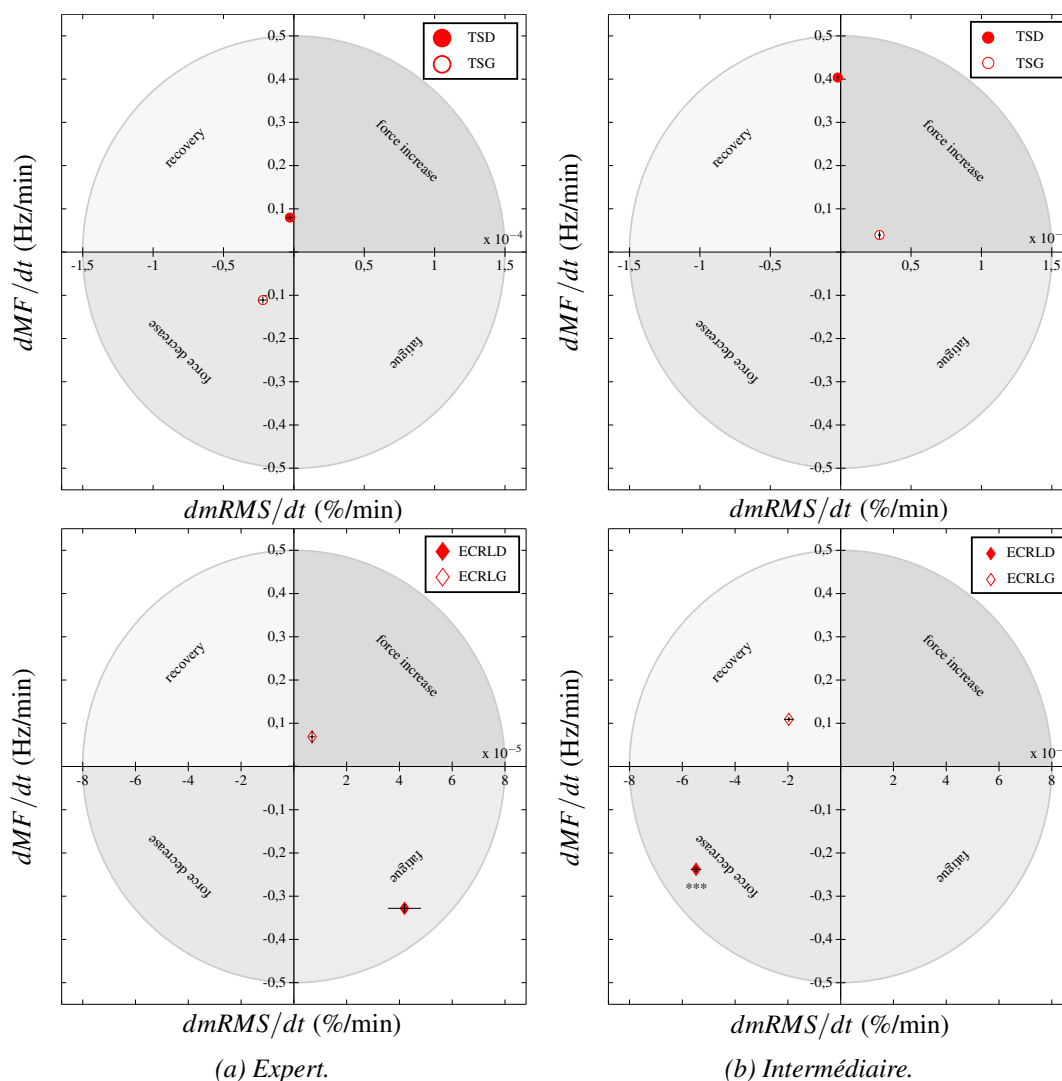 TSD
TSG
dMF/dt (Hz/min)
0,5
0,4
0,3
0,2
0,1
recovery
force increase
x 10⁻⁴
-1,5 -1 -0.5 0 0,5 1 1,5
-0,1
-0,2
-0,3
-0,4
-0,5
force decrease
fatigue
dmRMS/dt (%/min)
TSD
TSG
dMF/dt (Hz/min)
0,5
0,4
0,3
0,2
0,1
recovery
force increase
x 10⁻
-1,5 -1 -0.5 0 0,5 1 1,5
-0,1
-0,2
-0,3
-0,4
-0,5
force decrease
fatigue
dmRMS/dt (%/min)
ECRLD
ECRLG
dMF/dt (Hz/min)
0,5
0,4
0,3
0,2
0,1
recovery
force increase
x 10⁻⁵
-8 -6 -4 -2 0 2 4 6 8
-0,1
-0,2
-0,3
-0,4
-0,5
force decrease
fatigue
dmRMS/dt (%/min)
(a) Expert.
ECRLD
ECRLG
dMF/dt (Hz/min)
0,5
0,4
0,3
0,2
0,1
recovery
force increase
x 10⁻
-8 -6 -4 -2 0 2 4 6 8
-0,1
-0,2
-0,3
-0,4
-0,5
force decrease
***
fatigue
dmRMS/dt (%/min)
(b) Intermédiaire.